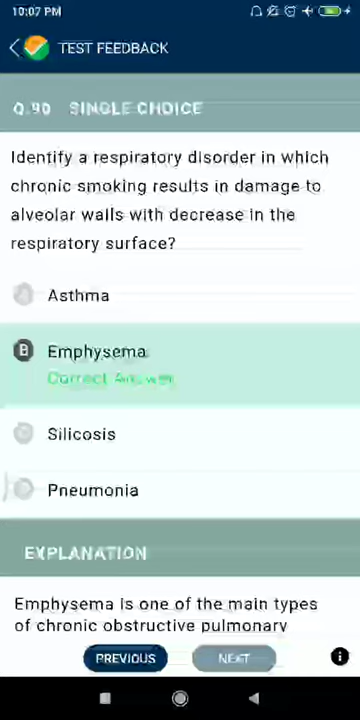 10:07 PM
TEST FEEDBACK
Q.90 SINGLE CHOICE
Identify a respiratory disorder in which
chronic smoking results in damage to
alveolar walls with decrease in the
respiratory surface?
Asthma
B Emphysema
Correct Answer
Silicosis
Pneumonia
EXPLANATION
Emphysema is one of the main types
of chronic obstructive pulmonary
PREVIOUS NEXT